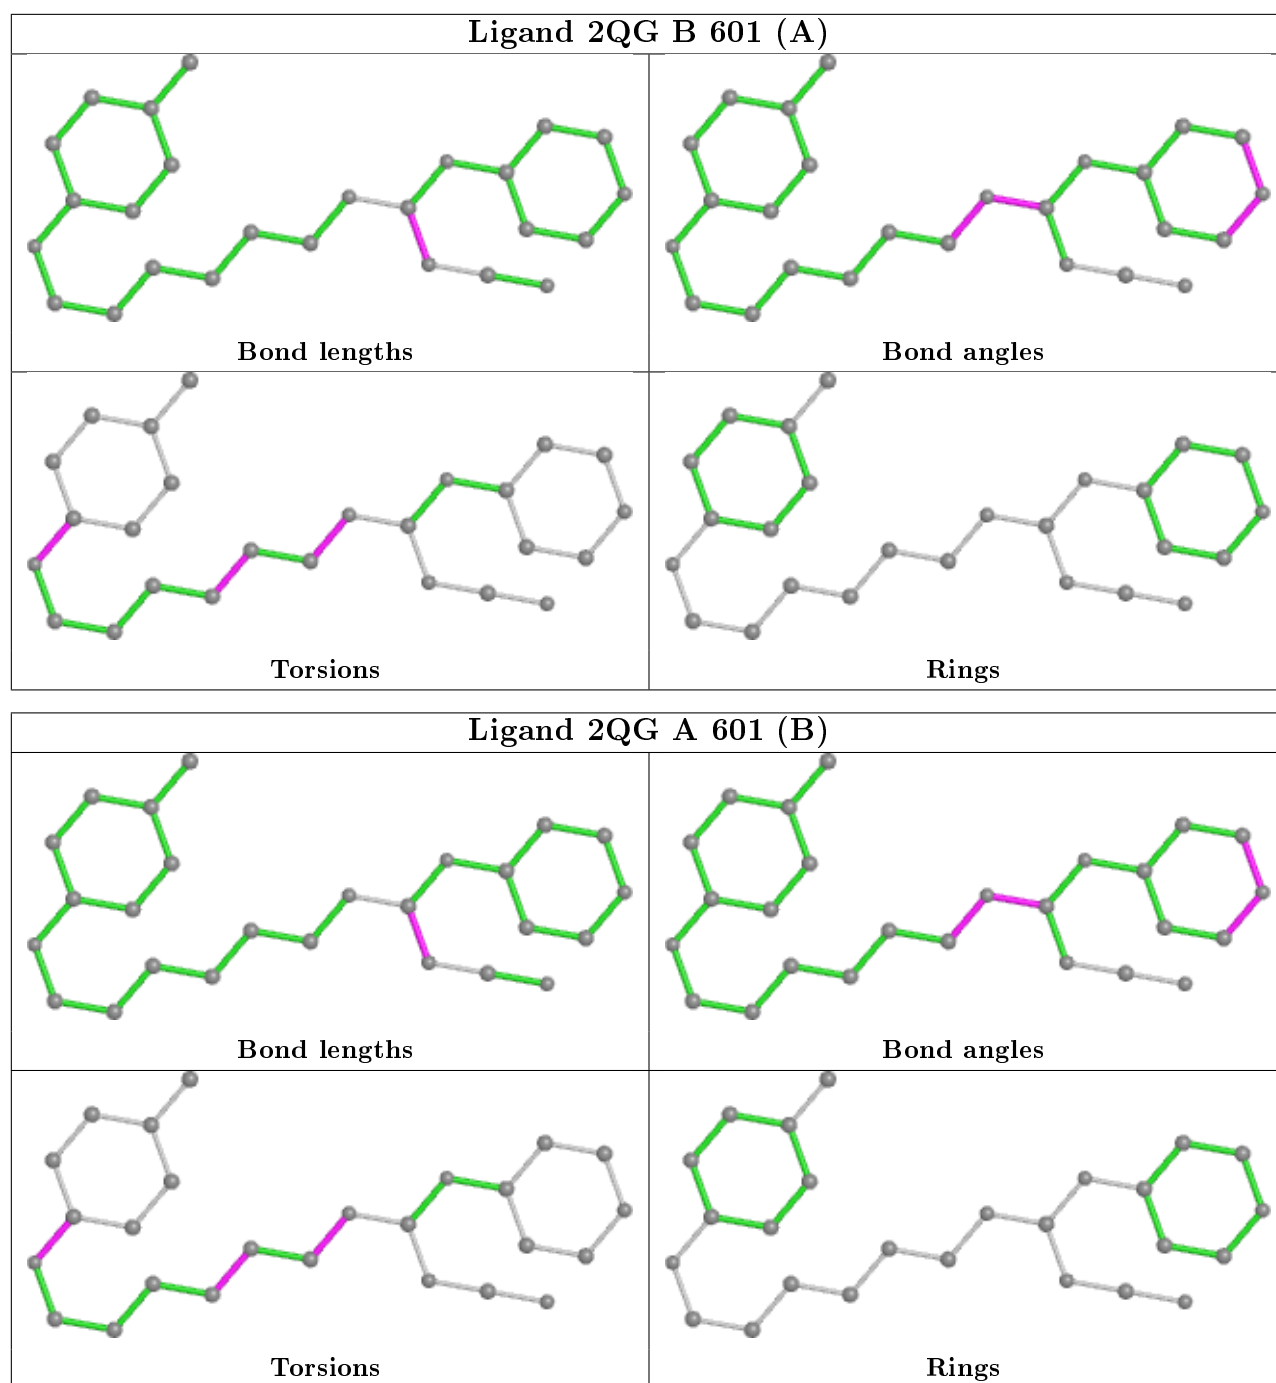 Ligand 2QG B 601 (A)
Bond lengths
Bond angles
Torsions
Rings
Ligand 2QG A 601 (B)
Bond lengths
Bond angles
Torsions
Rings